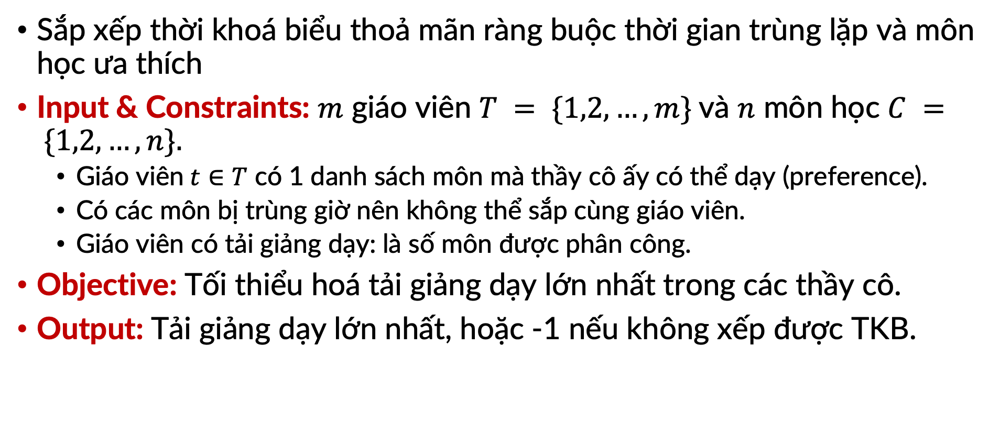 • Sắp xếp thời khoá biểu thoả mãn ràng buộc thời gian trùng lặp và môn
học ưa thích
• Input & Constraints: m giáo viên T = {1,2, … , m} và n môn học C =
{1,2, … , n}.
• Giáo viên t ∈ T có 1 danh sách môn mà thầy cô ấy có thể dạy (preference).
• Có các môn bị trùng giờ nên không thể sắp cùng giáo viên.
• Giáo viên có tải giảng dạy: là số môn được phân công.
• Objective: Tối thiểu hoá tải giảng dạy lớn nhất trong các thầy cô.
• Output: Tải giảng dạy lớn nhất, hoặc -1 nếu không xếp được TKB.